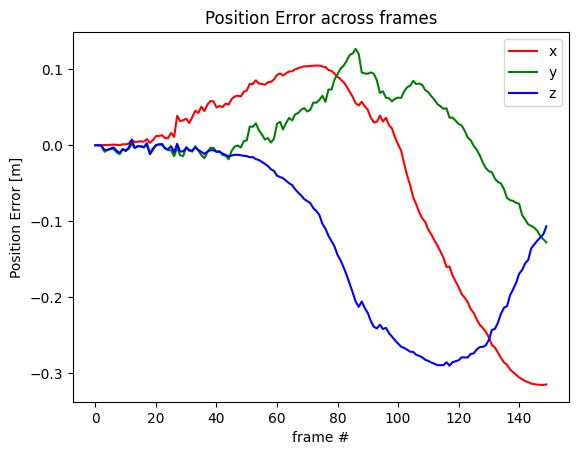 Position Error across frames
Position Error [m]
0.1
0.0
−0.1
−0.2
−0.3
x
y
z
0
20
40
60
80
100
120
140
frame #